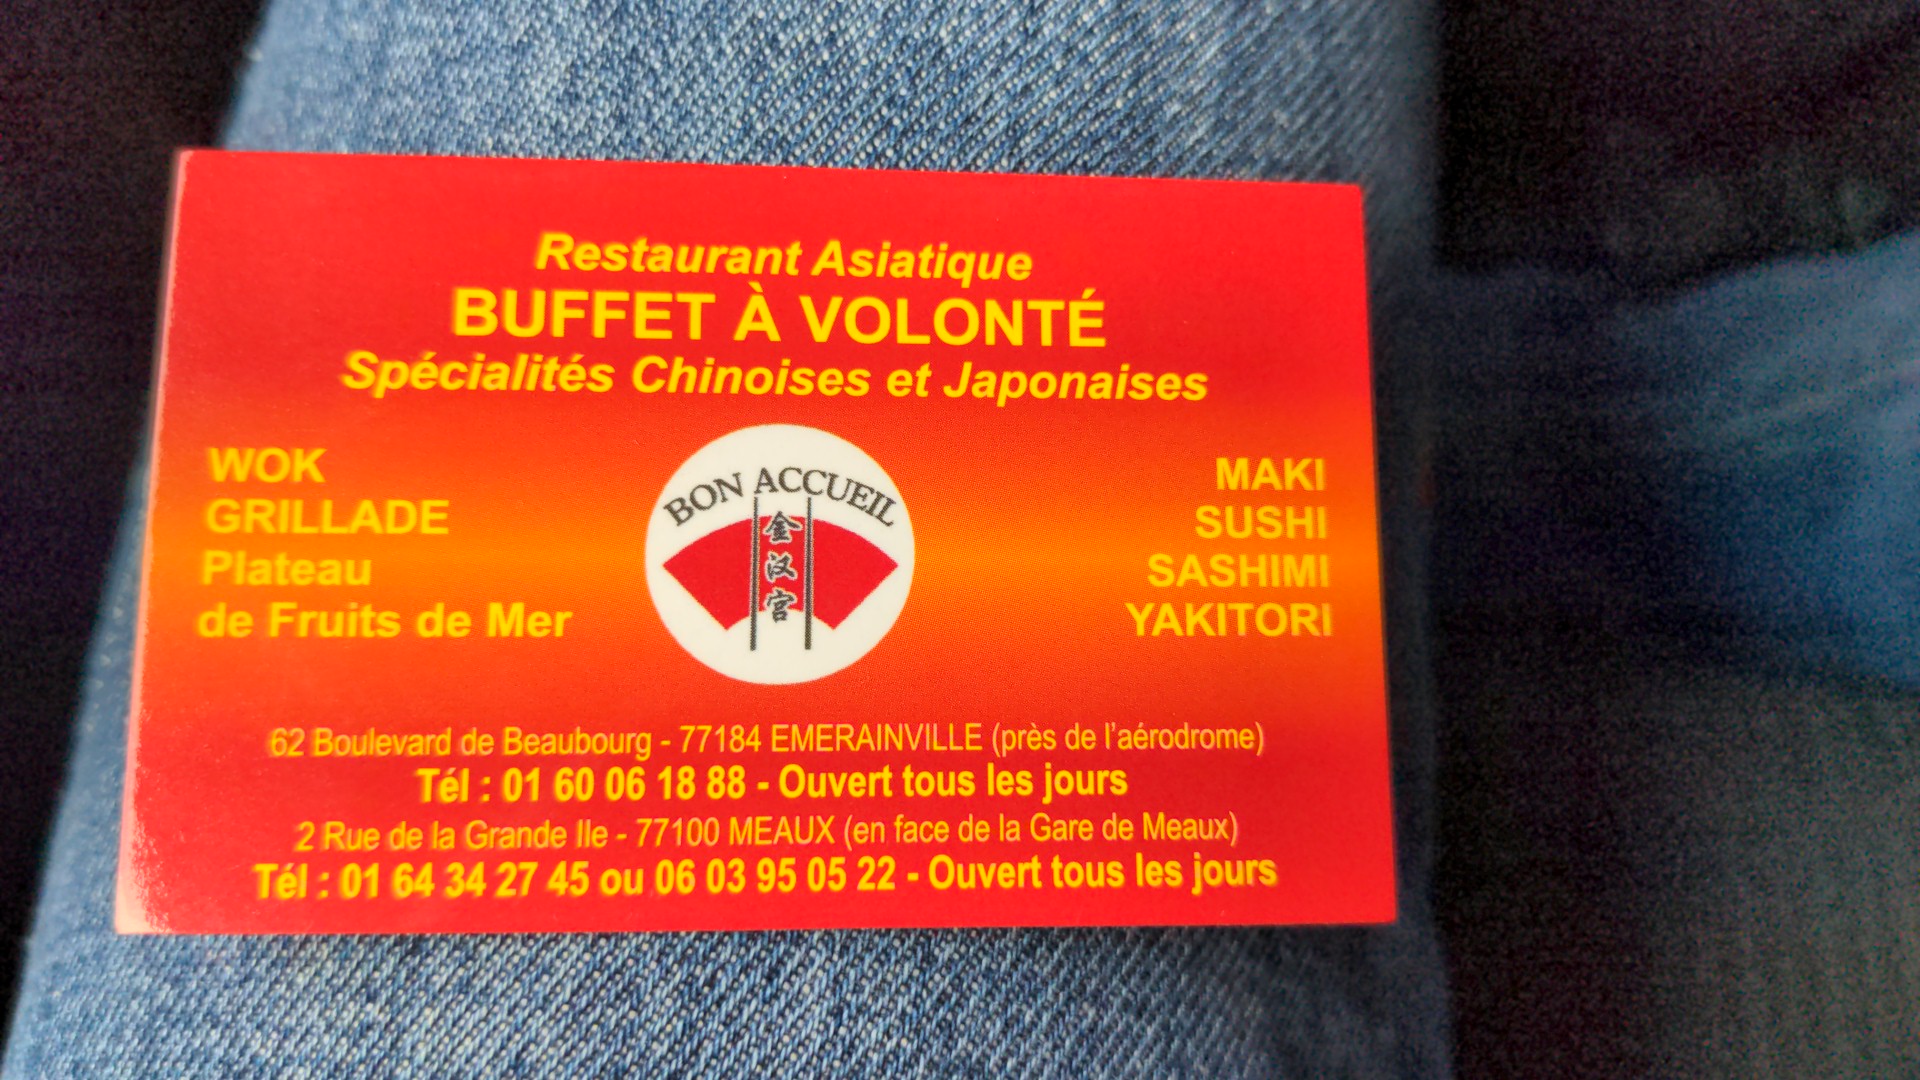 Restaurant Asiatique
BUFFET À VOLONTÉ
Spécialités Chinoises et Japonaises
WOK
GRILLADE
Plateau
de Fruits de Mer
BON ACCUEIL
金
汉
宫
MAKI
SUSHI
SASHIMI
YAKITORI
62 Boulevard de Beaubourg - 77184 EMERAINVILLE (près de l'aérodrome)
Tél : 01 60 06 18 88 - Ouvert tous les jours
2 Rue de la Grande Ile - 77100 MEAUX (en face de la Gare de Meaux)
Tél : 01 64 34 27 45 ou 06 03 95 05 22 - Ouvert tous les jours